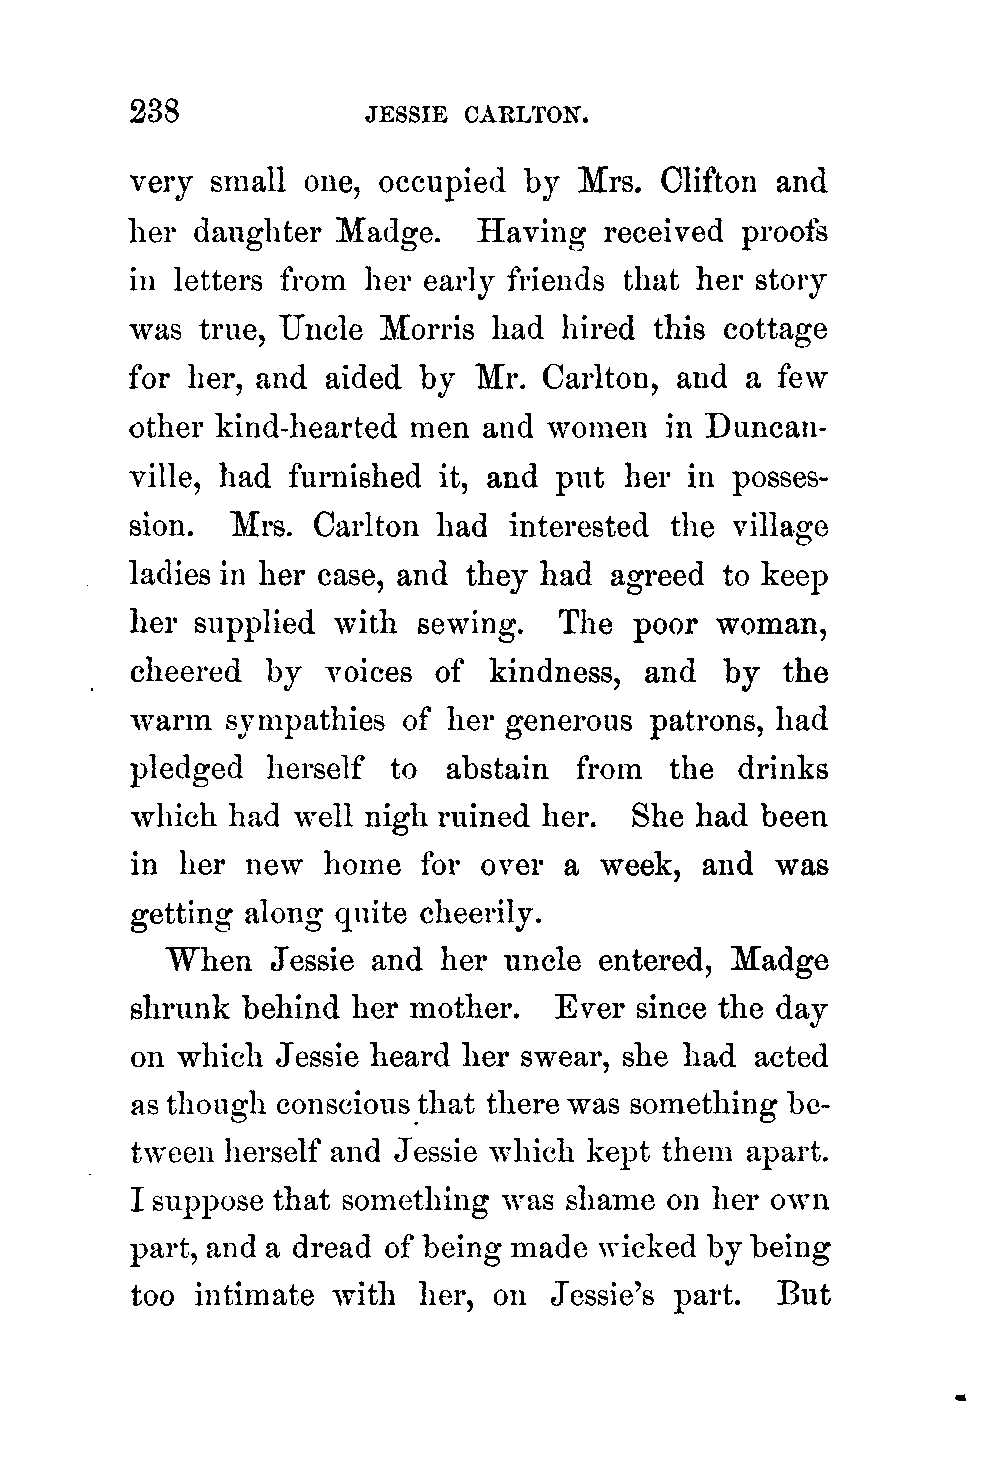 238 JESSIE CARLTON.
very small one, occupied by Mrs. Clifton and
her daughter Madge. Having received proofs
in letters from her early friends that her story
was true, Uncle Morris had hired this cottage
for her, and aided by Mr. Carlton, and a few
other kind-hearted men and women in Duncan-
ville, had furnished it, and put her in posses-
sion. Mrs. Carlton had interested the village
ladies in her case, and they had agreed to keep
her supplied with sewing. The poor woman,
cheered by voices of kindness, and by the
warm sympathies of her generous patrons, had
pledged herself to abstain from the drinks
which had well nigh ruined her. She had been
in her new home for over a week, and was
getting along quite cheerily.
When Jessie and her uncle entered, Madge
shrunk behind her mother. Ever since the day
on which Jessie heard her swear, she had acted
as though conscious that there was something be-
tween herself and Jessie which kept them apart.
I suppose that something was shame on her own
part, and a dread of being made wicked by being
too intimate with her, on Jessie's part. But